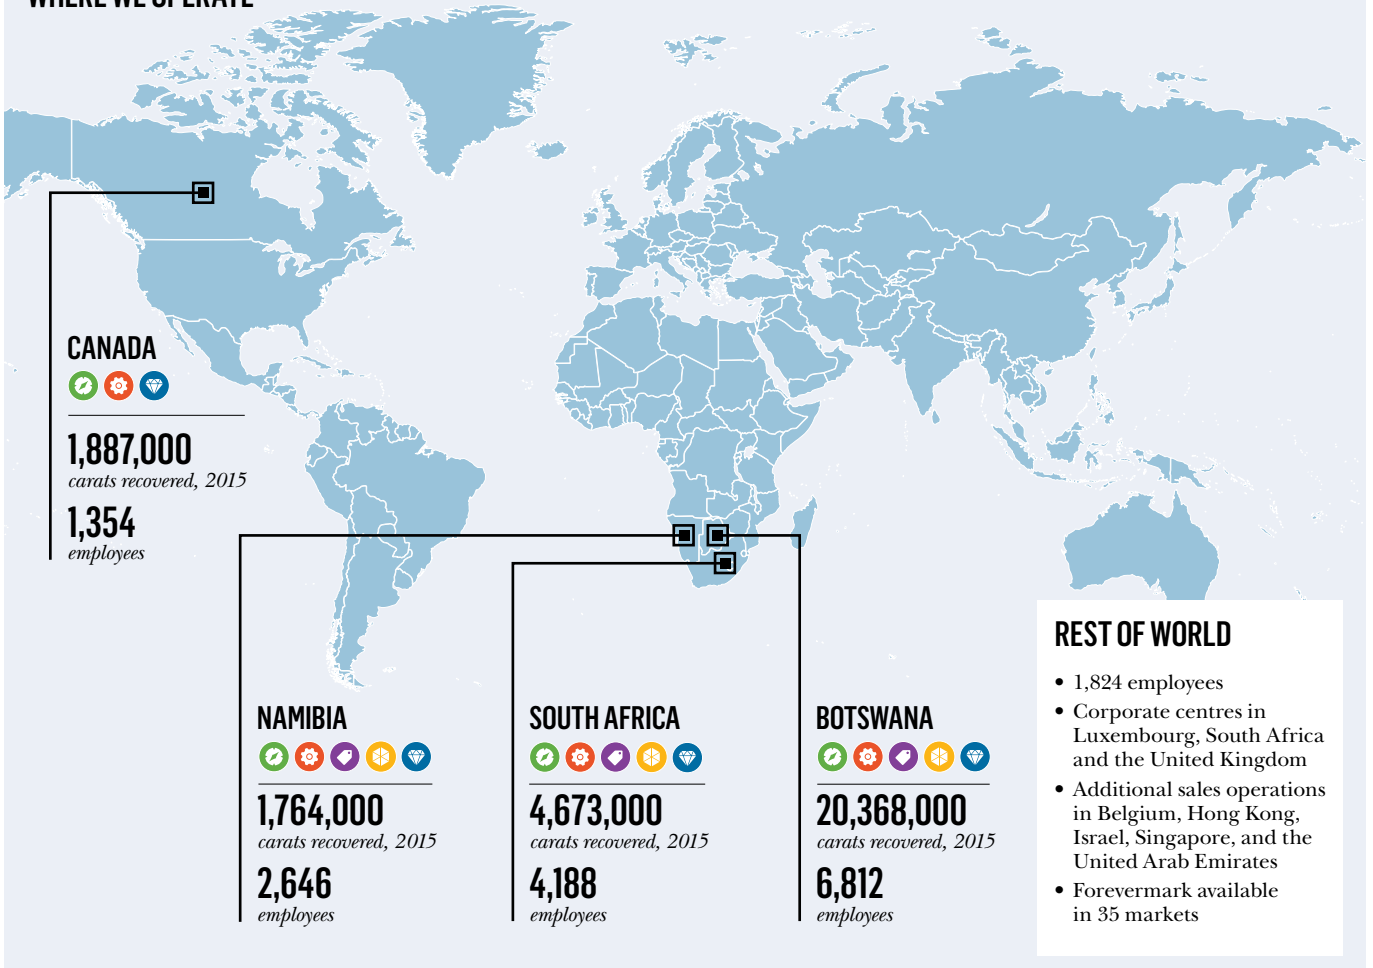 WHERE WE OPERATE
CANADA
1,887,000
carats recovered, 2015
1,354
employees
NAMIBIA
1,764,000
carats recovered, 2015
2,646
employees
SOUTH AFRICA
4,673,000
carats recovered, 2015
4,188
employees
BOTSWANA
20,368,000
carats recovered, 2015
6,812
employees
REST OF WORLD
• 1,824 employees
• Corporate centres in
Luxembourg, South Africa
and the United Kingdom
• Additional sales operations
in Belgium, Hong Kong,
Israel, Singapore, and the
United Arab Emirates
• Forevermark available
in 35 markets